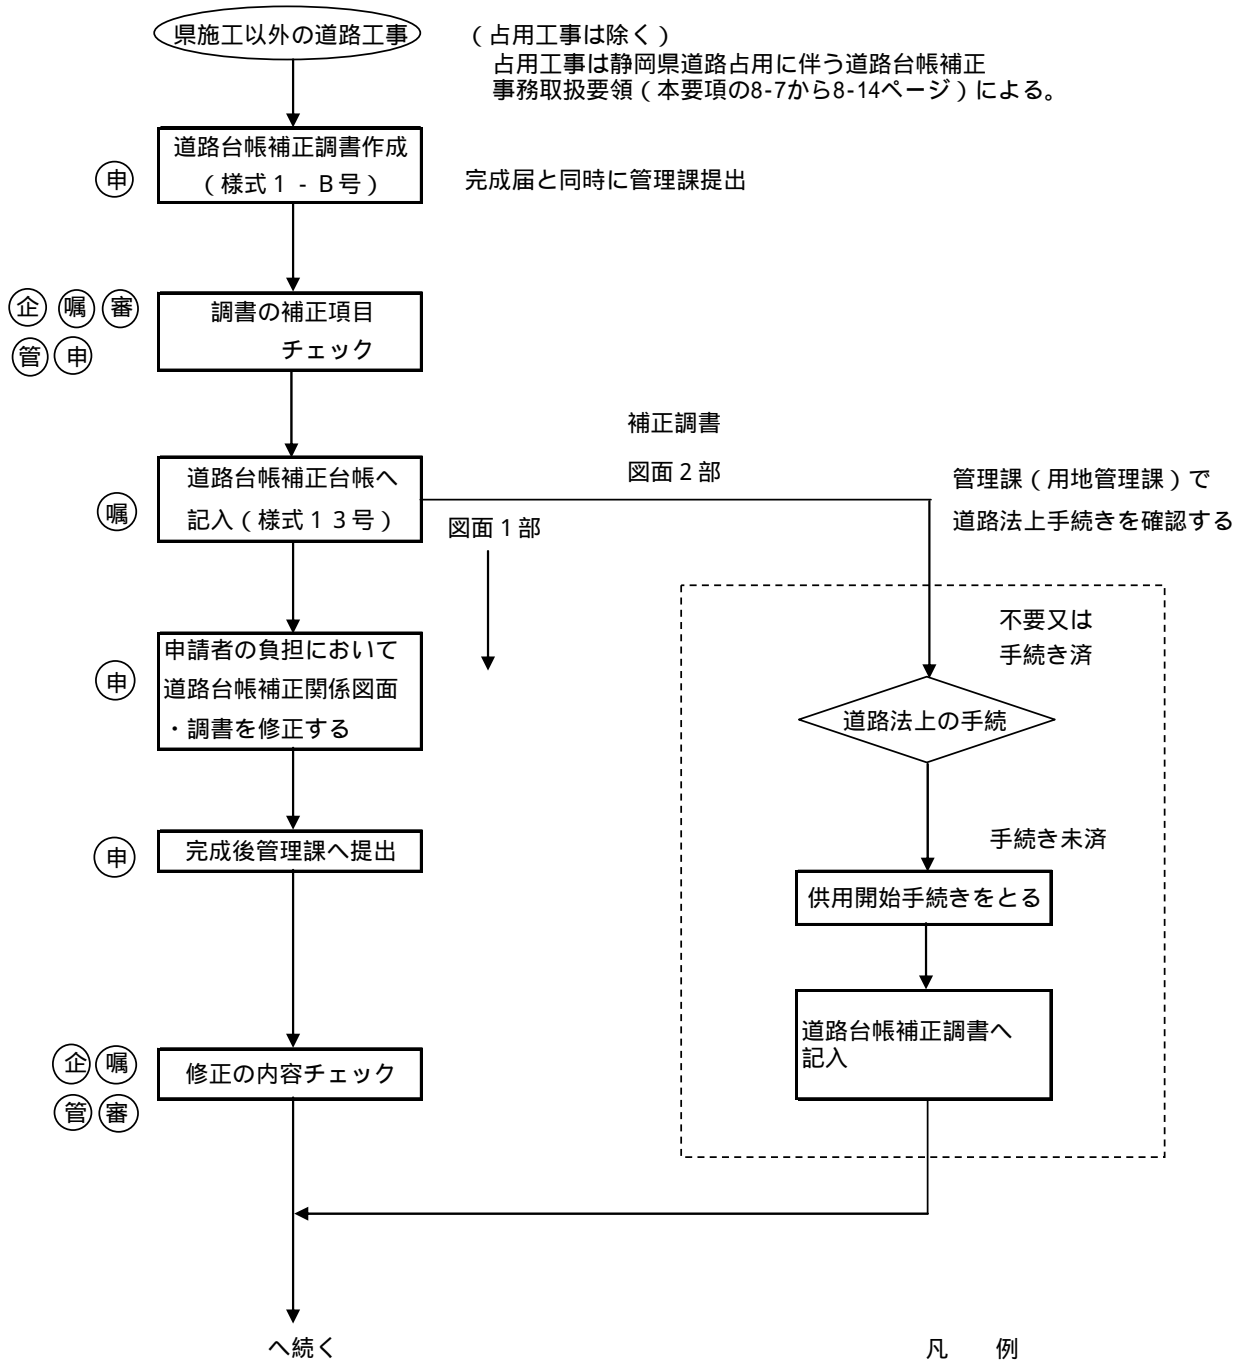 県施工以外の道路工事
（占用工事は除く）
占用工事は静岡県道路占用に伴う道路台帳補正
事務取扱要領（本要項の8-7から8-14ページ）による。
道路台帳補正調書作成
（様式１-Ｂ号）
申
完成届と同時に管理課提出
企 嘱 審
管 申
調書の補正項目
チェック
補正調書
図面２部
道路台帳補正台帳へ
記入（様式１３号）
嘱
図面１部
管理課（用地管理課）で
道路法上手続きを確認する
不要又は
手続き済
申
申請者の負担において
道路台帳補正関係図面
・調書を修正する
道路法上の手続
手続き未済
申
完成後管理課へ提出
供用開始手続きをとる
道路台帳補正調書へ
記入
企 嘱
管 審
修正の内容チェック
へ続く
凡 例